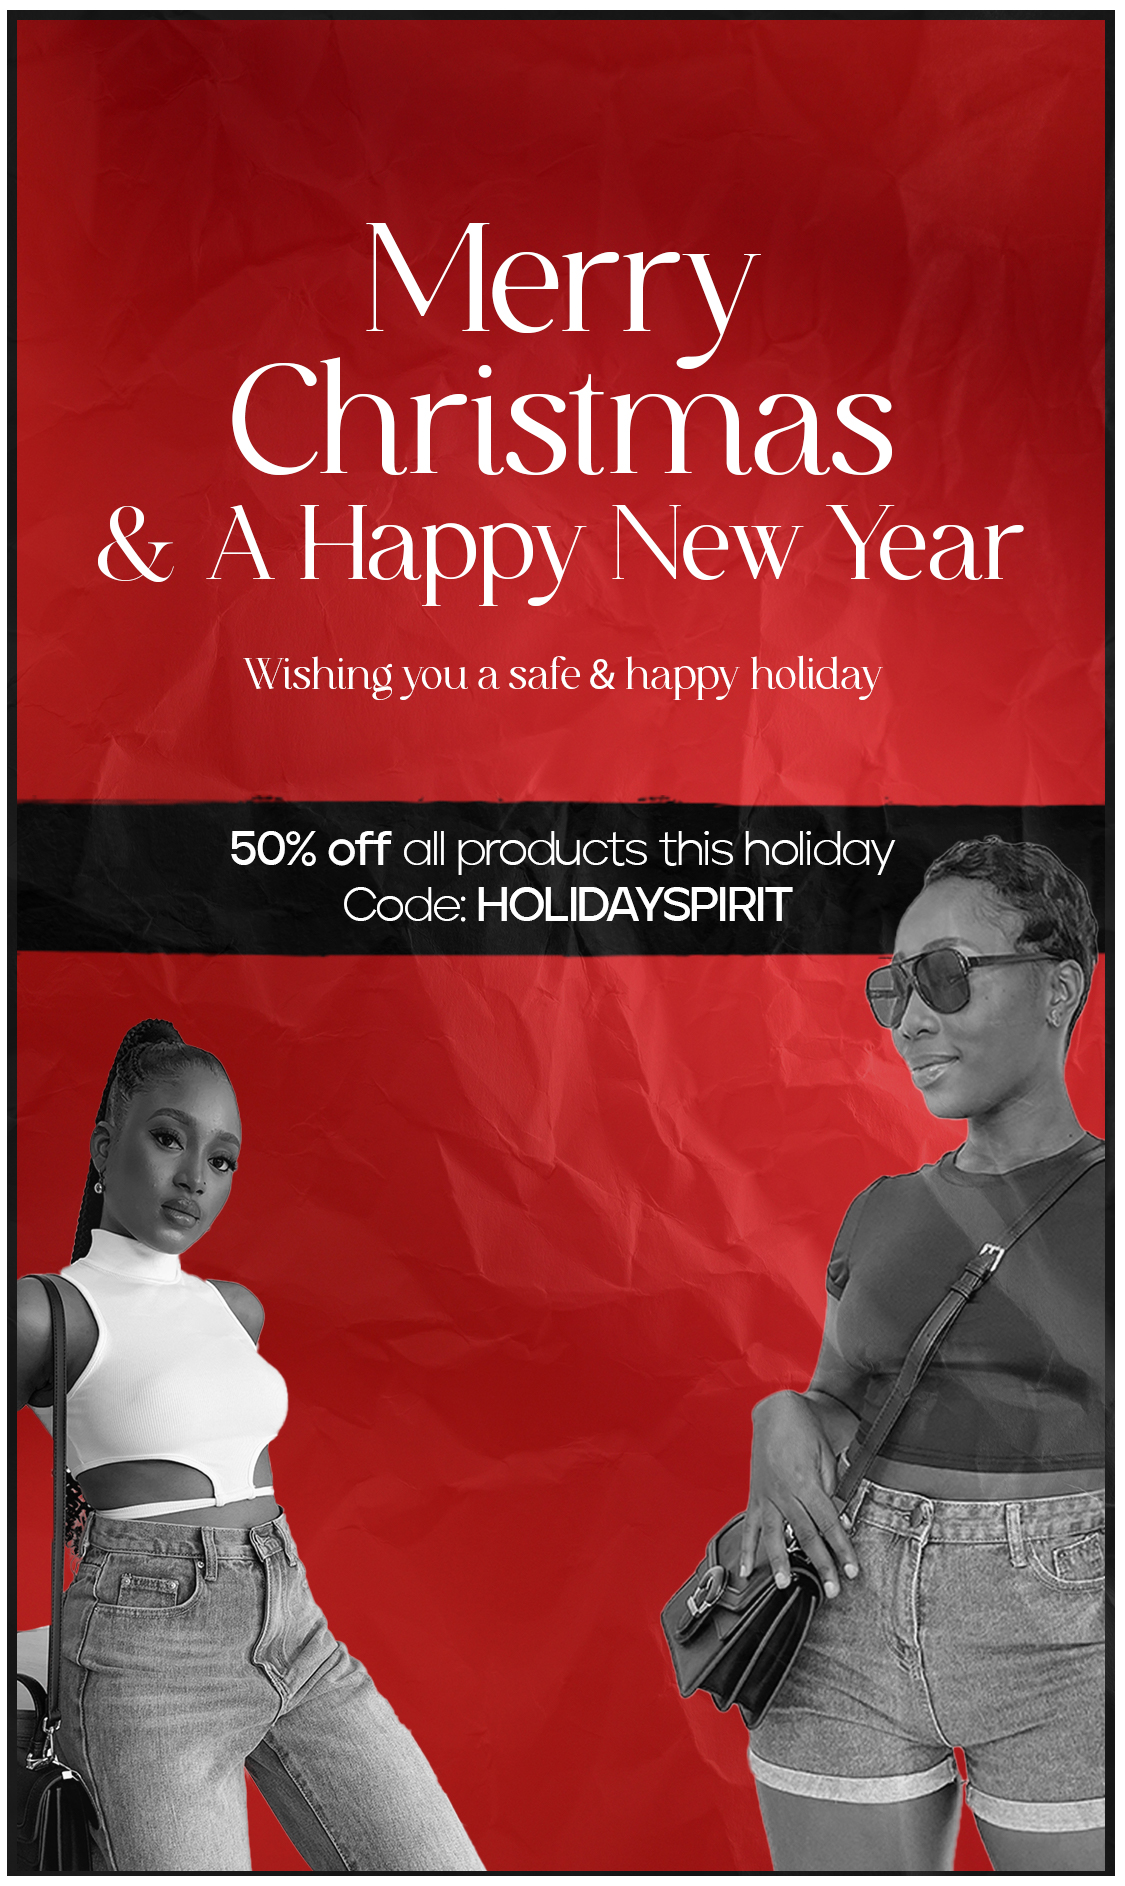 Merry
Christmas
& A Happy New Year
Wishing you a safe & happy holiday
50% off all products this holiday
Code: HOLIDAYSPIRIT